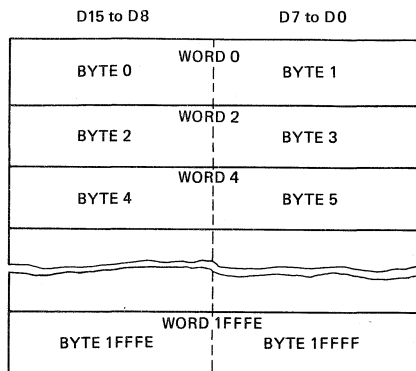 D15 to D8 D7 to D0
WORD 0
BYTE 0 BYTE 1
WORD 2
BYTE 2 BYTE 3
WORD 4
BYTE 4 BYTE 5
WORD 1FFFE
BYTE 1FFFE BYTE 1FFFF